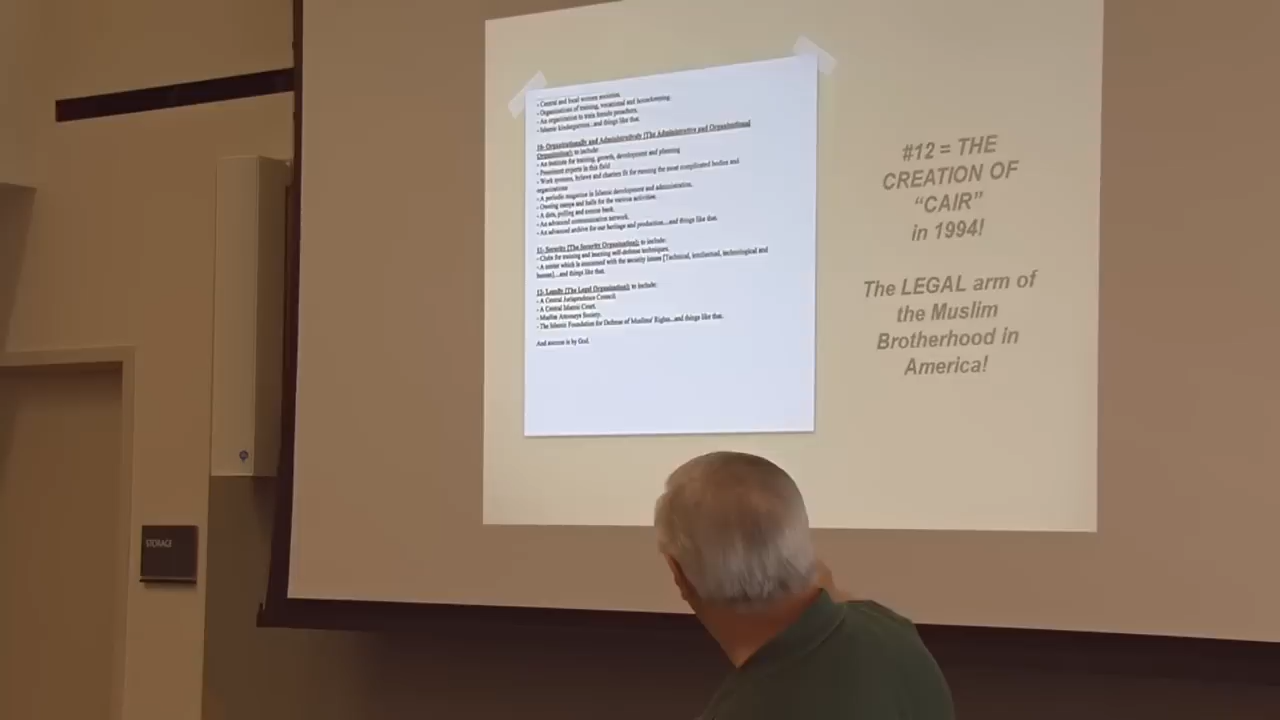 - Central and local women societies.
- Organizations of training, vocational and housekeeping.
- An organization to train female preachers.
- Islamic kindergartens...and things like that.
10- Organizationally and Administratively [The Administrative and Organizational
Organization]: to include:
- An institute for training, growth, development and planning
- Prominent experts in this field
- Work systems, bylaws and charters fit for running the most complicated bodies and
organizations
- A periodic magazine in Islamic development and administration.
- Owning camps and halls for the various activities.
- A data, polling and census bank.
- An advanced communication network.
- An advanced archive for our heritage and production...and things like that.
11- Security [The Security Organization]: to include:
- Clubs for training and learning self-defense techniques.
- A center which is concerned with the security issues [Technical, intellectual, technological and
human]...and things like that.
12- Legally [The Legal Organization]: to include:
- A Central Jurisprudence Council.
- A Central Islamic Court.
- Muslim Attorneys Society.
- The Islamic Foundation for Defense of Muslims' Rights...and things like that.
And success is by God.
#12 = THE
CREATION OF
“CAIR”
in 1994!
The LEGAL arm of
the Muslim
Brotherhood in
America!
STORAGE